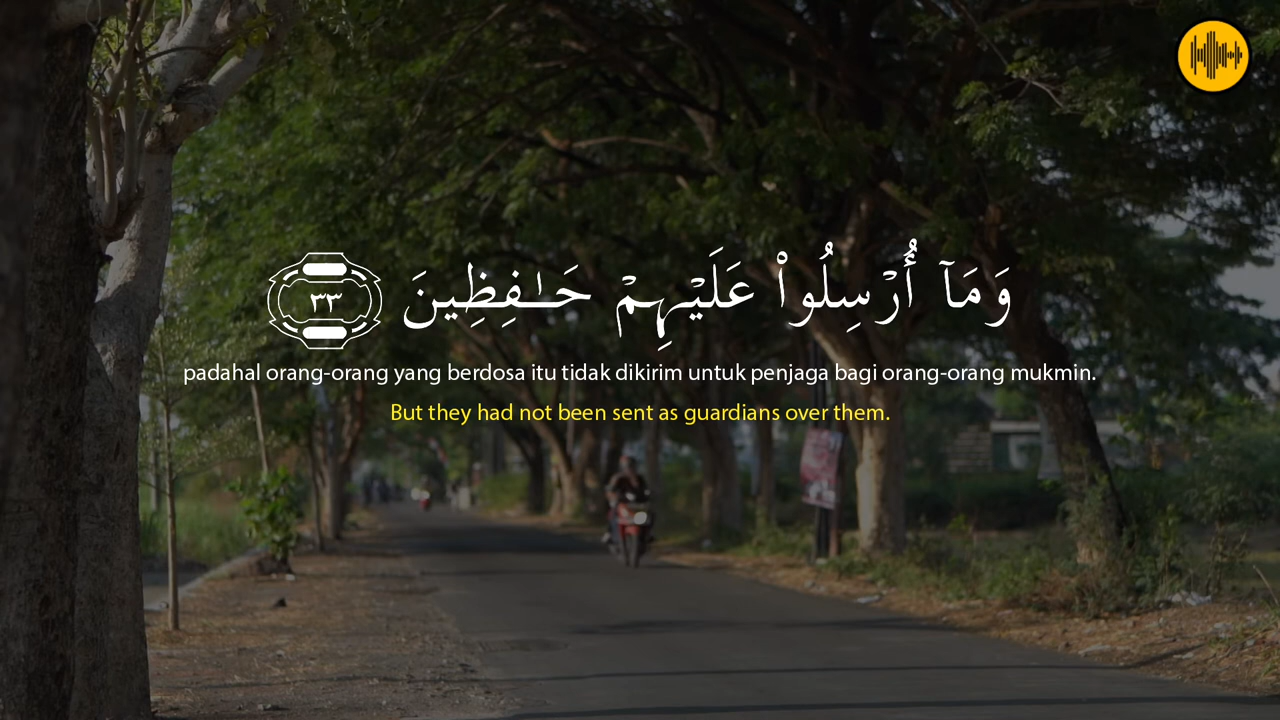 وَمَآ أُرْسِلُوا۟ عَلَيْهِمْ حَـٰفِظِينَ ٣٣
padahal orang-orang yang berdosa itu tidak dikirim untuk penjaga bagi orang-orang mukmin.
But they had not been sent as guardians over them.